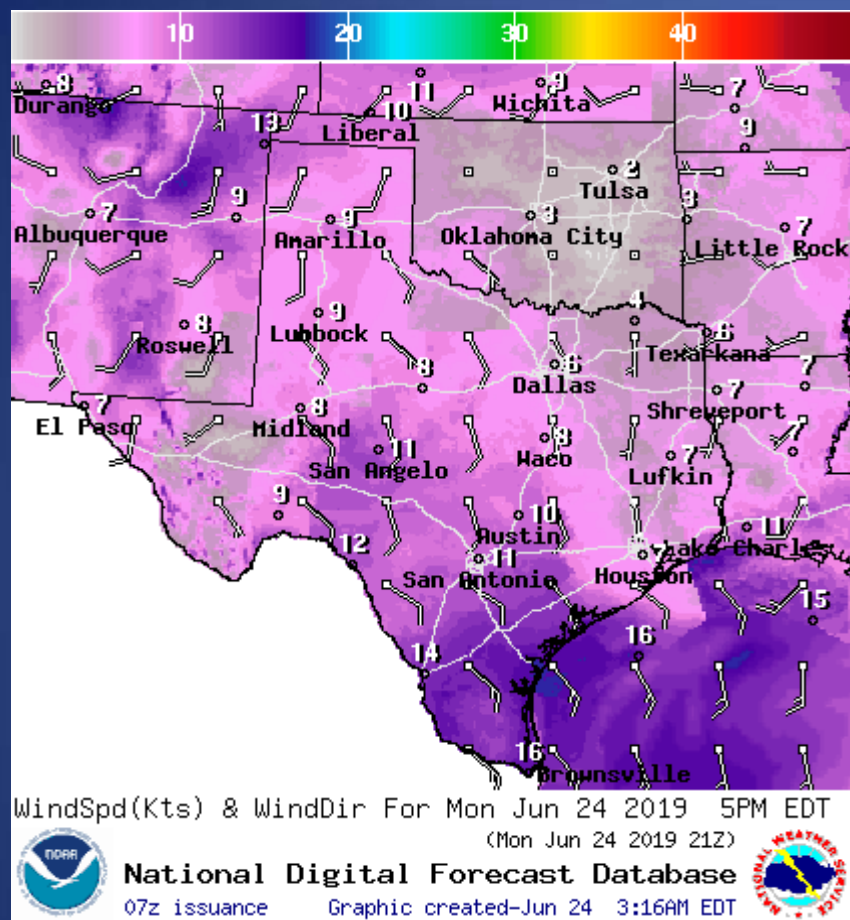 10 20 30 40
8 11 9 7
Durango Wichita
10
Liberal
13 9
2
Tulsa
7 9 9 3 3 7
Albuquerque Amarillo Oklahoma City Little Rock
8 9 4
Roswell Lubbock 6
Texarkana
8 6
Dallas 7
7 8 Shreveport
El Paso Midland
11 8 7 7
San Angelo Waco Lufkin
9 10 11
Austin
12 11 7 Lake Charles
San Antonio Houston
15
14 16
16
Brownsville
WindSpd(Kts) & WindDir For Mon Jun 24 2019 5PM EDT
(Mon Jun 24 2019 21Z)
NOAA
National Digital Forecast Database
07z issuance Graphic created-Jun 24 3:16AM EDT
NATIONAL WEATHER SERVICE